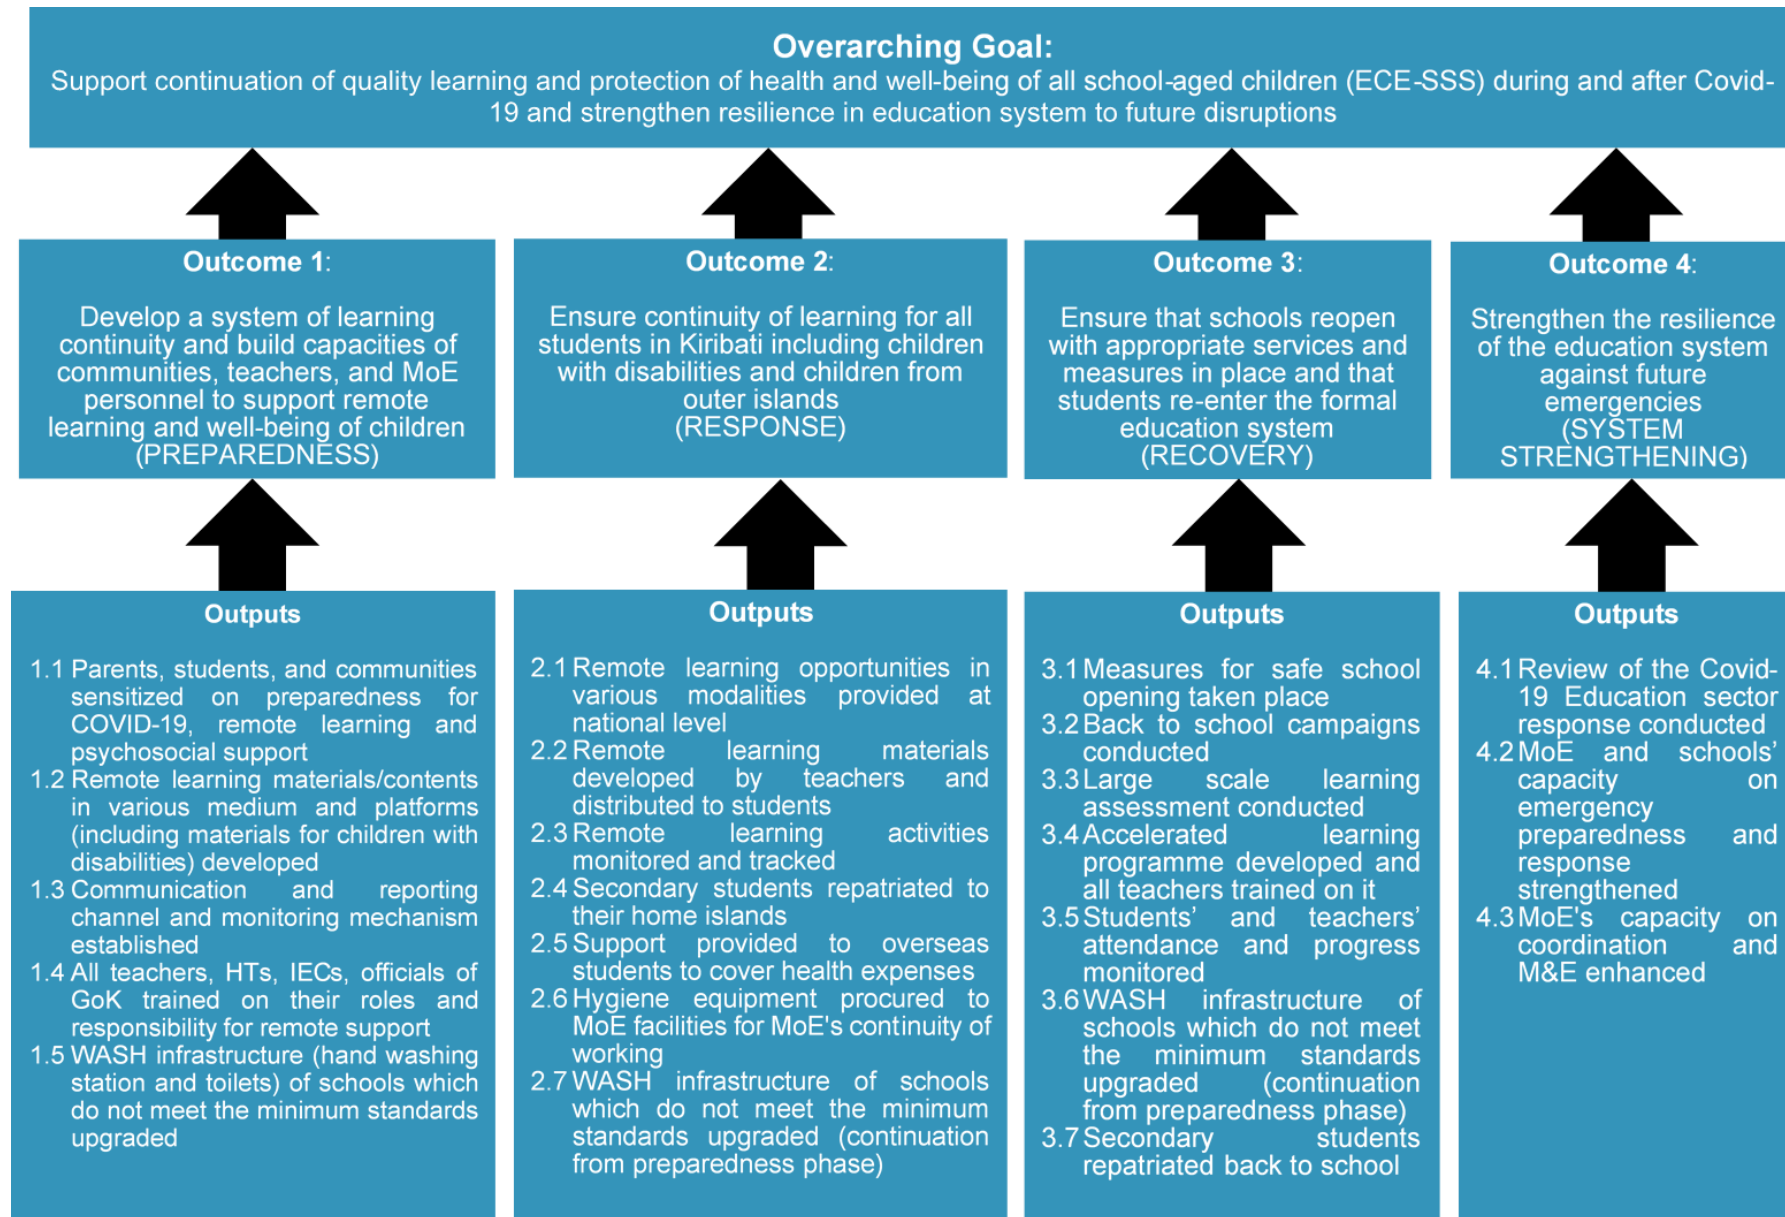 Overarching Goal:
Support continuation of quality learning and protection of health and well-being of all school-aged children (ECE-SSS) during and after Covid-
19 and strengthen resilience in education system to future disruptions
Outcome 1:
Develop a system of learning
continuity and build capacities of
communities, teachers, and MoE
personnel to support remote
learning and well-being of children
(PREPAREDNESS)
Outcome 2:
Ensure continuity of learning for all
students in Kiribati including children
with disabilities and children from
outer islands
(RESPONSE)
Outcome 3:
Ensure that schools reopen
with appropriate services and
measures in place and that
students re-enter the formal
education system
(RECOVERY)
Outcome 4:
Strengthen the resilience
of the education system
against future
emergencies
(SYSTEM
STRENGTHENING)
Outputs
1.1 Parents, students, and communities
sensitized on preparedness for
COVID-19, remote learning and
psychosocial support
1.2 Remote learning materials/contents
in various medium and platforms
(including materials for children with
disabilities) developed
1.3 Communication and reporting
channel and monitoring mechanism
established
1.4 All teachers, HTs, IECs, officials of
GoK trained on their roles and
responsibility for remote support
1.5 WASH infrastructure (hand washing
station and toilets) of schools which
do not meet the minimum standards
upgraded
Outputs
2.1 Remote learning opportunities in
various modalities provided at
national level
2.2 Remote learning materials
developed by teachers and
distributed to students
2.3 Remote learning activities
monitored and tracked
2.4 Secondary students repatriated to
their home islands
2.5 Support provided to overseas
students to cover health expenses
2.6 Hygiene equipment procured to
MoE facilities for MoE's continuity of
working
2.7 WASH infrastructure of schools
which do not meet the minimum
standards upgraded (continuation
from preparedness phase)
Outputs
3.1 Measures for safe school
opening taken place
3.2 Back to school campaigns
conducted
3.3 Large scale learning
assessment conducted
3.4 Accelerated learning
programme developed and
all teachers trained on it
3.5 Students’ and teachers’
attendance and progress
monitored
3.6 WASH infrastructure of
schools which do not meet
the minimum standards
upgraded (continuation
from preparedness phase)
3.7 Secondary students
repatriated back to school
Outputs
4.1 Review of the Covid-
19 Education sector
response conducted
4.2 MoE and schools’
capacity on
emergency
preparedness and
response
strengthened
4.3 MoE's capacity on
coordination and
M&E enhanced